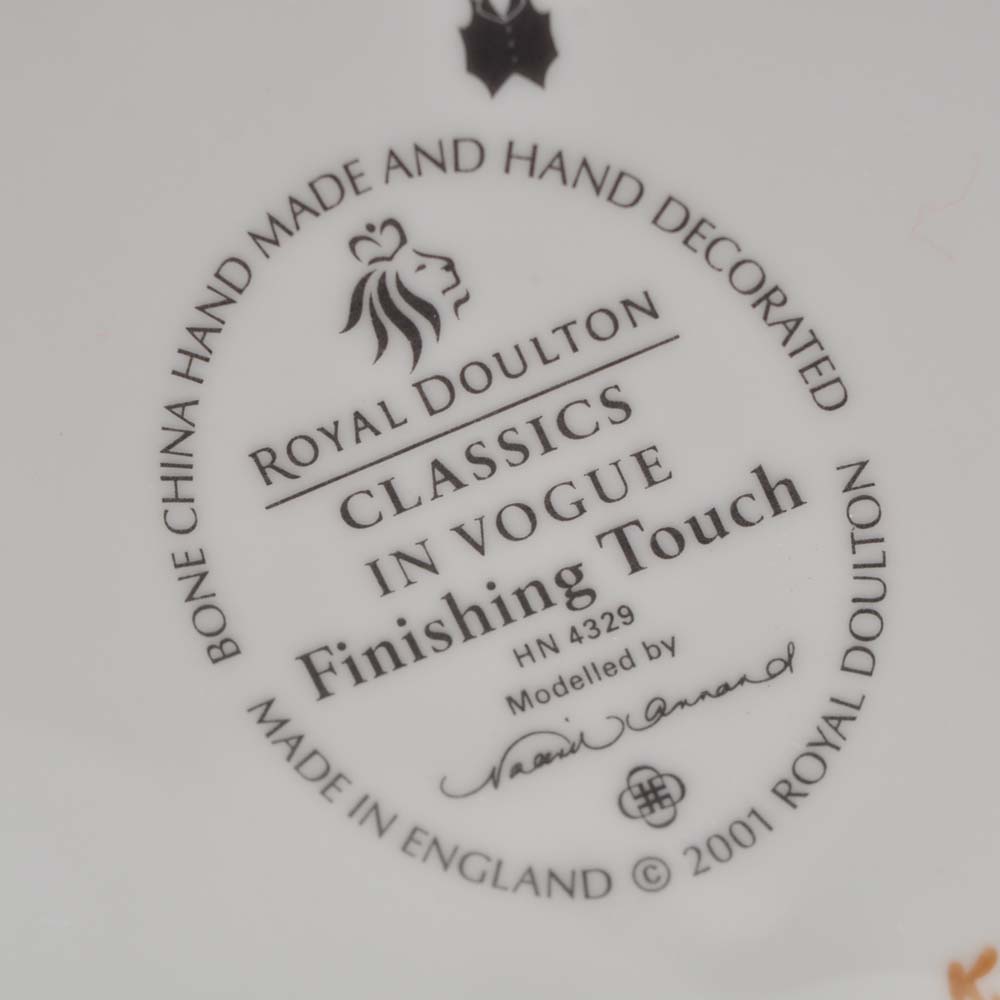 BONE CHINA HAND MADE AND HAND DECORATED
ROYAL DOULTON
CLASSICS
IN VOGUE
Finishing Touch
HN 4329
Modelled by
MADE IN ENGLAND © 2001 ROYAL DOULTON
K